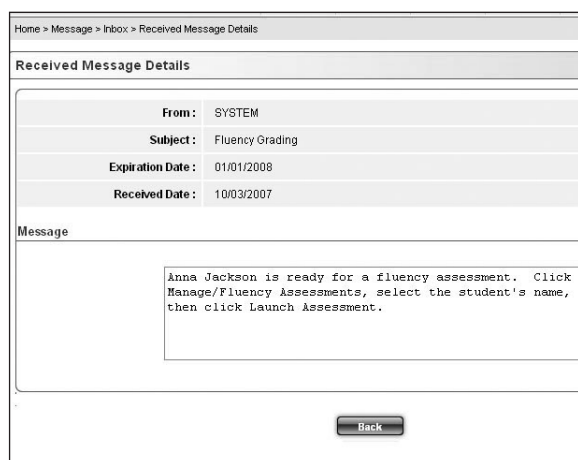 Home > Message > Inbox > Received Message Details
Received Message Details
From: SYSTEM
Subject: Fluency Grading
Expiration Date: 01/01/2008
Received Date: 10/03/2007
Message
Anna Jackson is ready for a fluency assessment.  Click
Manage/Fluency Assessments, select the student's name,
then click Launch Assessment.
Back